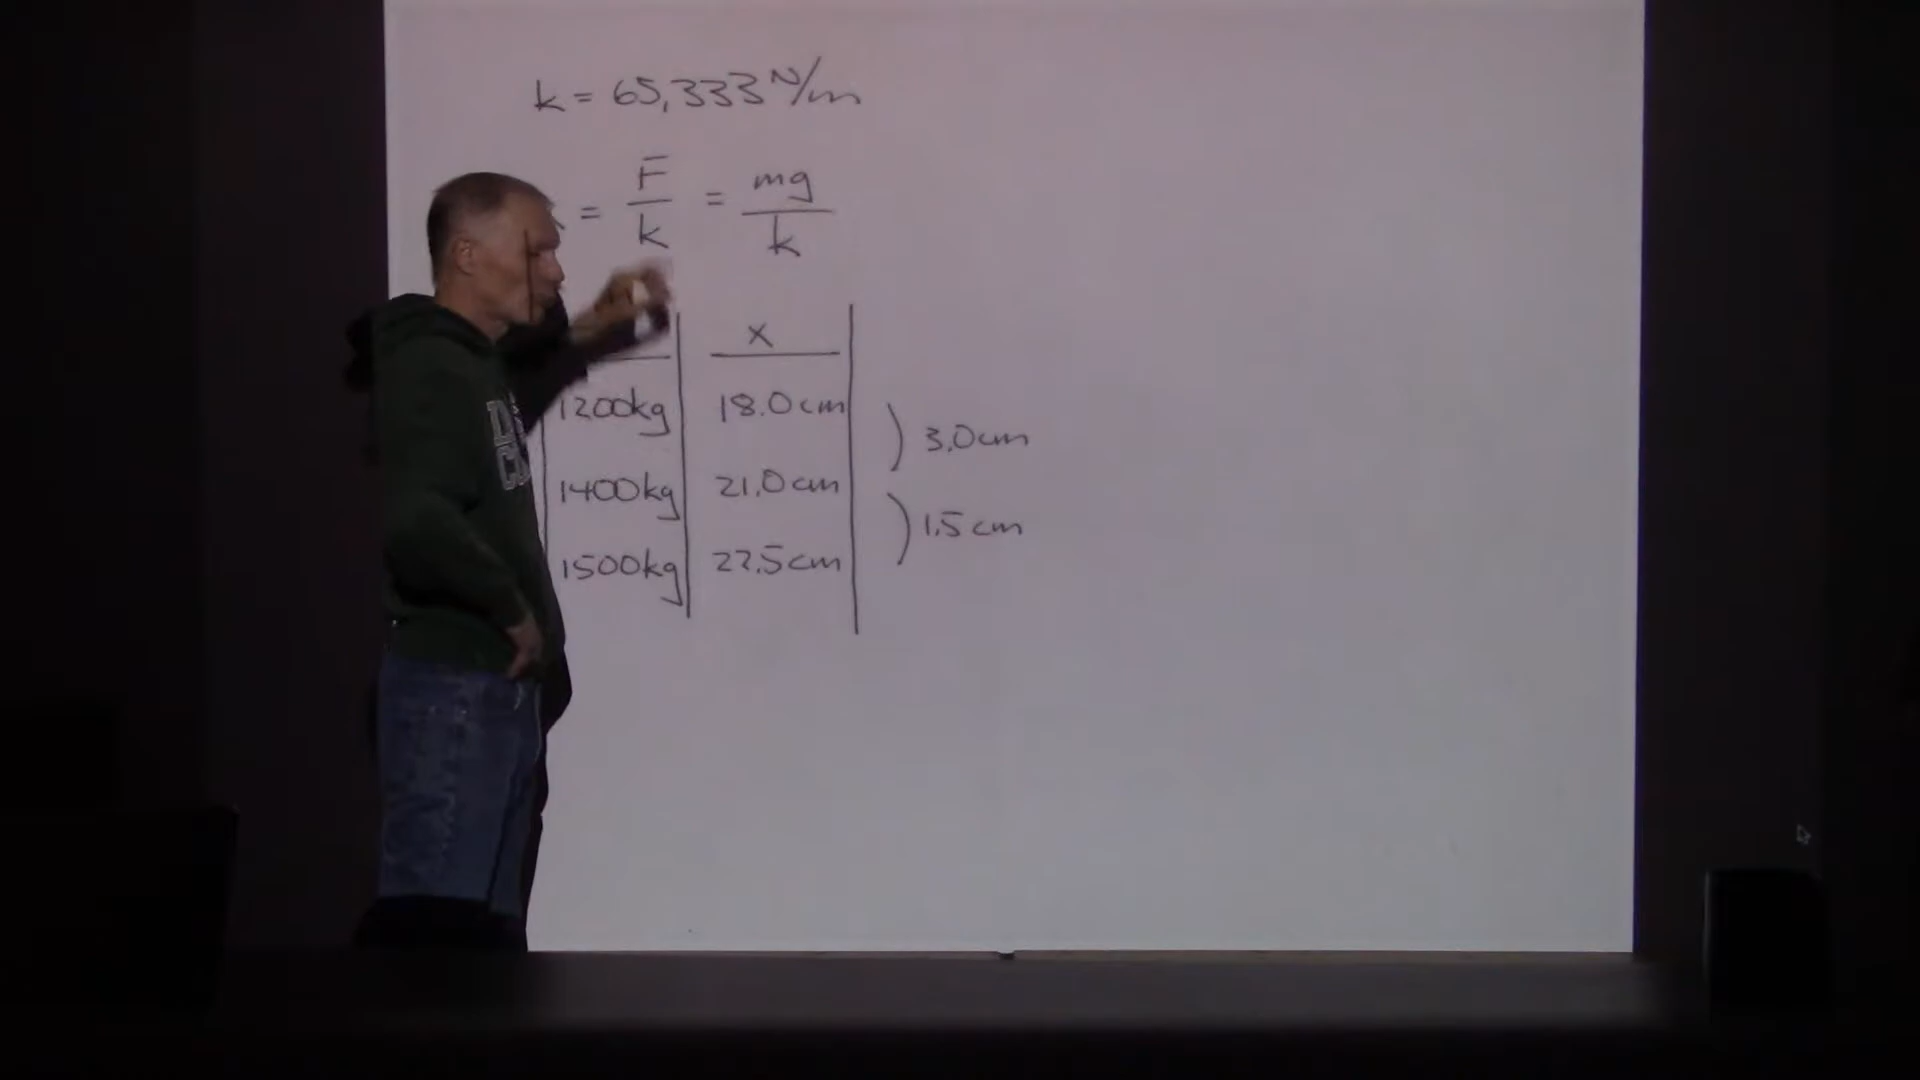 k = 65,333 N/m
= F/k = mg/k
x
1200kg 18.0cm
3.0cm
1400kg 21.0cm
1.5cm
1500kg 22.5cm